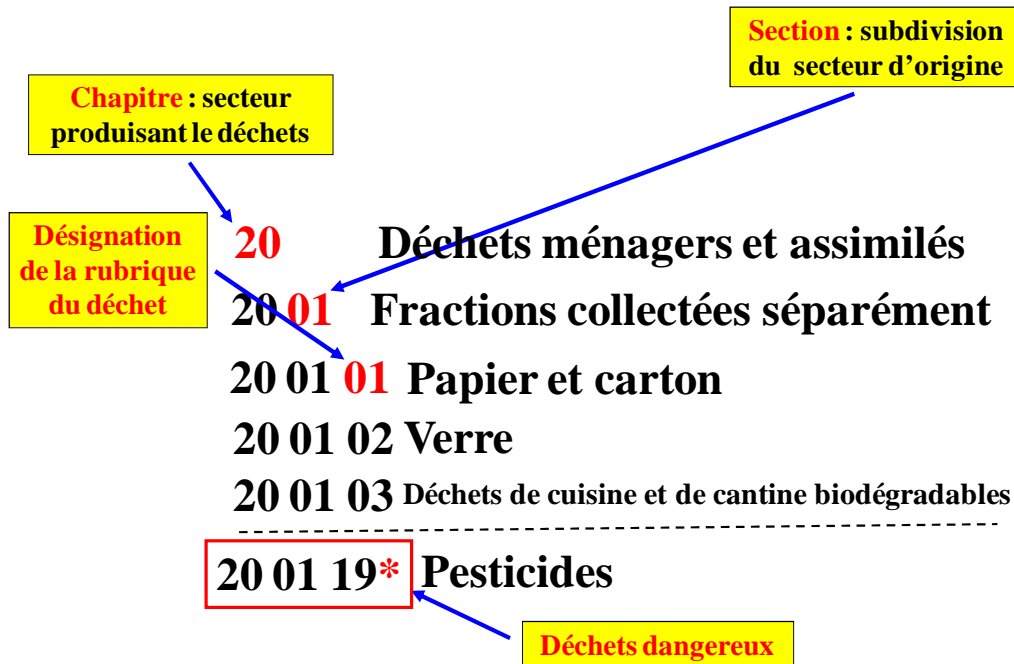 Section : subdivision
du secteur d’origine
Chapitre : secteur
produisant le déchets
Désignation
de la rubrique
du déchet
20 Déchets ménagers et assimilés
20 01 Fractions collectées séparément
20 01 01 Papier et carton
20 01 02 Verre
20 01 03 Déchets de cuisine et de cantine biodégradables
20 01 19* Pesticides
Déchets dangereux